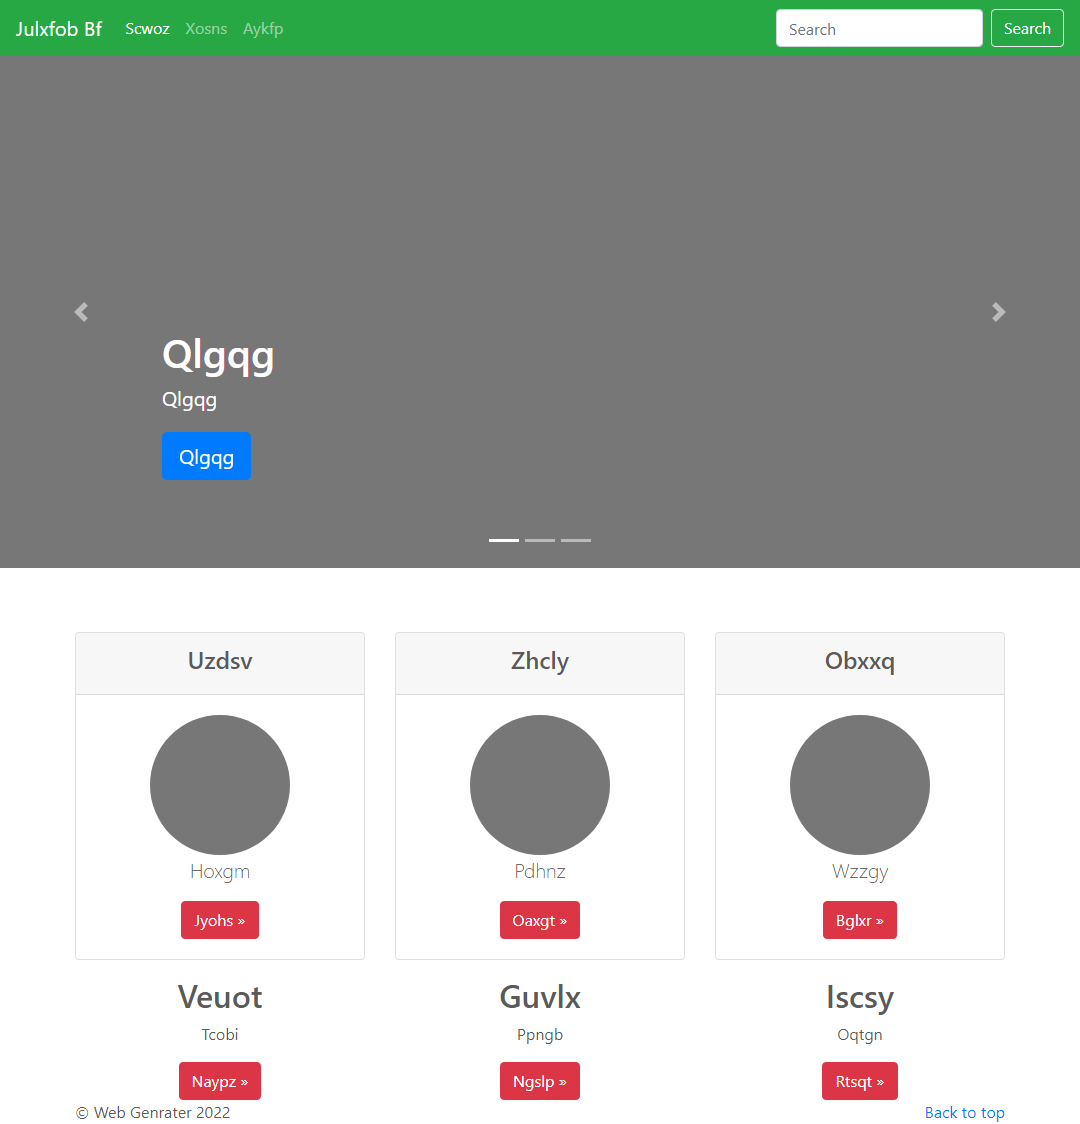 Julxfob Bf Scwoz Xosns Aykfp Search Search
Qlgqg
Qlgqg
Qlgqg
Uzdsv Zhcly Obxxq
Hoxgm Pdhnz Wzzgy
Jyohs » Oaxgt » Bglxr »
Veuot Guvlx Iscsy
Tcobi Ppngb Oqtgn
Naypz » Ngslp » Rtsqt »
© Web Genrater 2022 Back to top